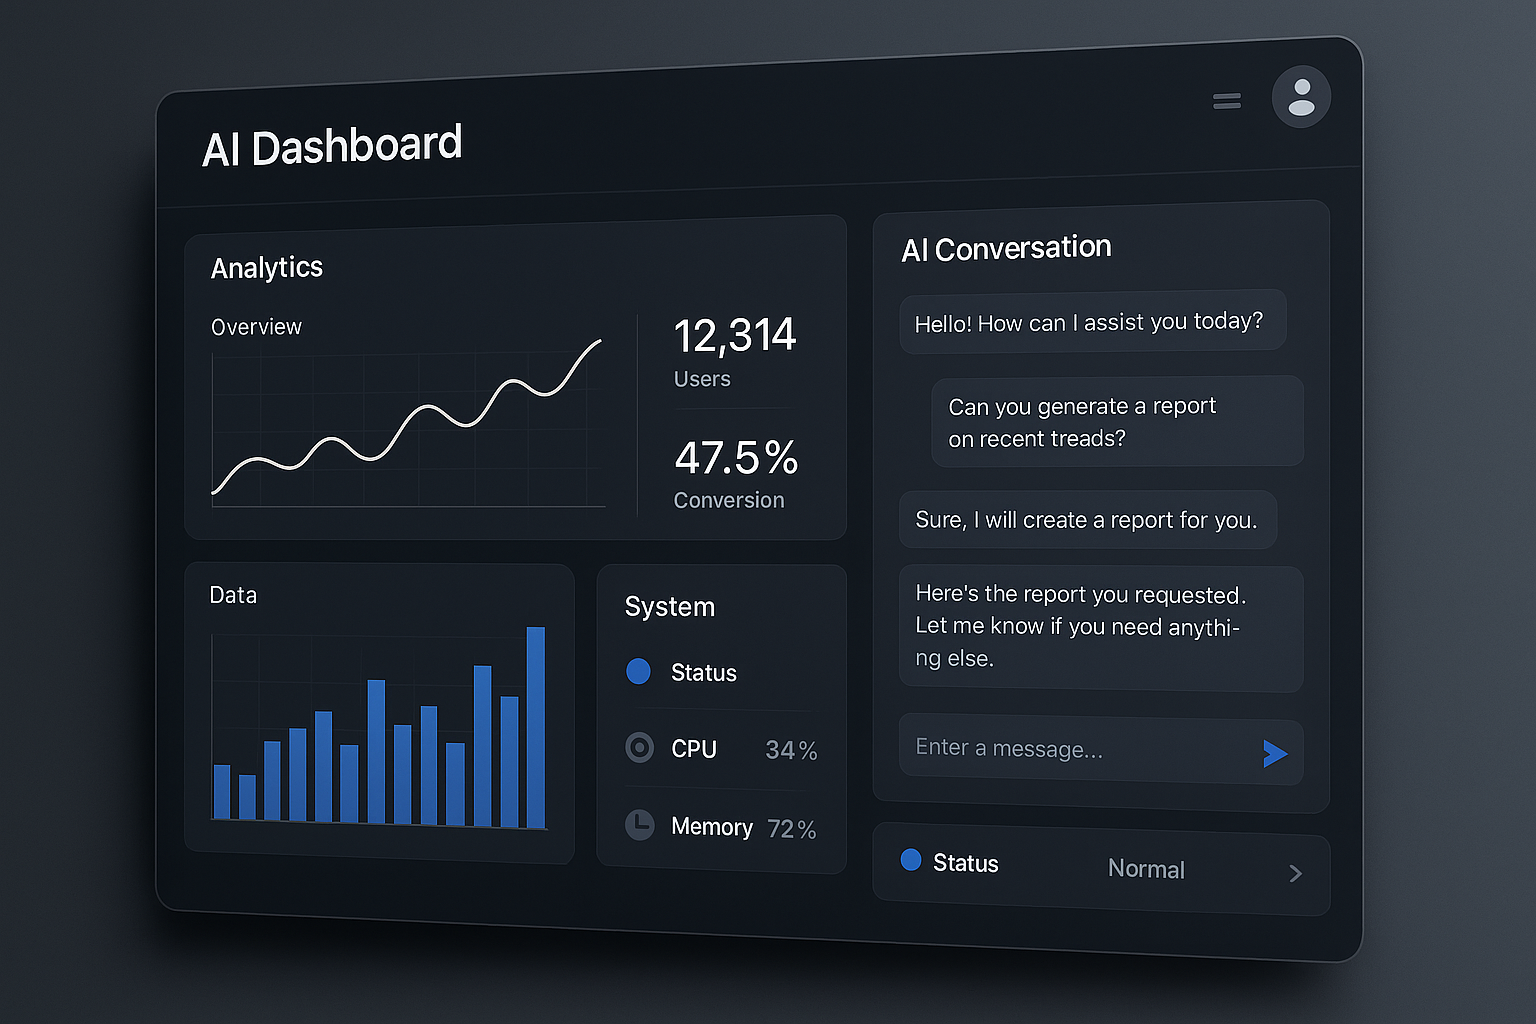 AI Dashboard
Analytics
Overview
12,314
Users
47.5%
Conversion
Data
System
Status
CPU 34%
Memory 72%
AI Conversation
Hello! How can I assist you today?
Can you generate a report
on recent treads?
Sure, I will create a report for you.
Here's the report you requested.
Let me know if you need anythi-
ng else.
Enter a message...
Status Normal